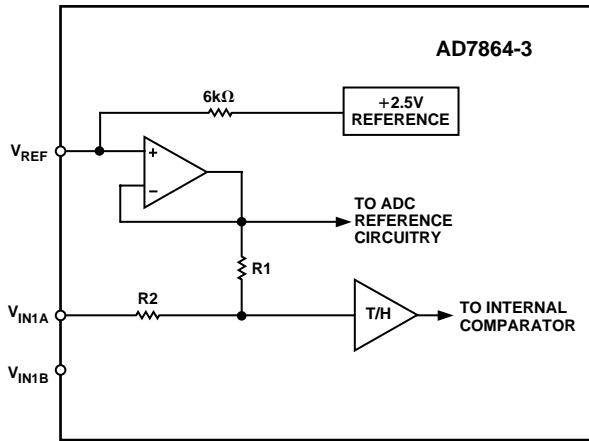 AD7864-3
6kΩ
+2.5V
REFERENCE
VREF
+
−
TO ADC
REFERENCE
CIRCUITRY
R1
VIN1A
R2
T/H
TO INTERNAL
COMPARATOR
VIN1B